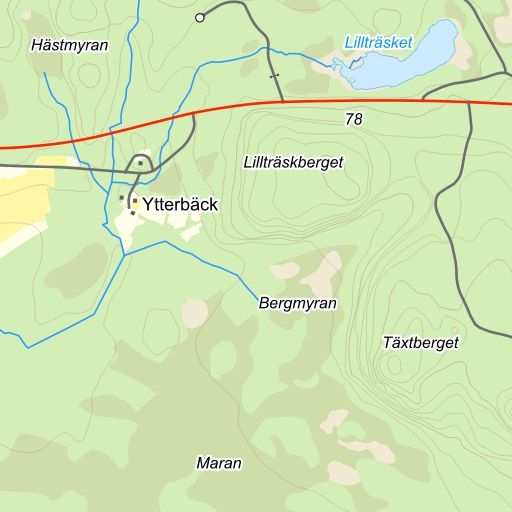 Hästmyran
Lillträsket
78
Lillträskberget
Ytterbäck
Bergmyran
Täxtberget
Maran